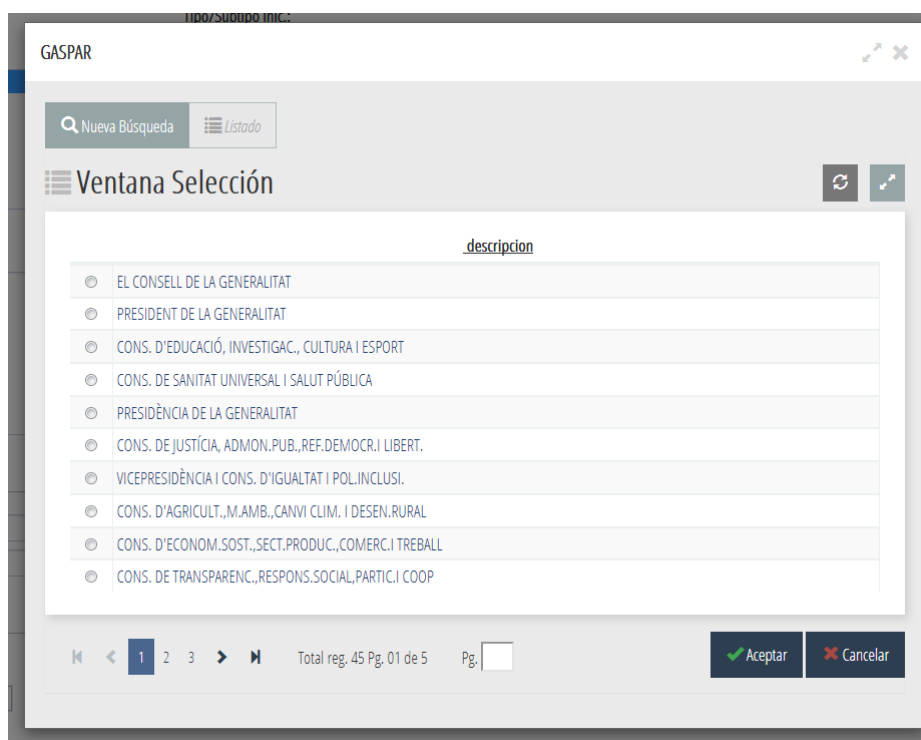 Tipo/Subtipo Inic.:
GASPAR
Nueva Búsqueda
Listado
Ventana Selección
_descripcion
EL CONSELL DE LA GENERALITAT
PRESIDENT DE LA GENERALITAT
CONS. D'EDUCACIÓ, INVESTIGAC., CULTURA I ESPORT
CONS. DE SANITAT UNIVERSAL I SALUT PÚBLICA
PRESIDÈNCIA DE LA GENERALITAT
CONS. DE JUSTÍCIA, ADMON.PUB.,REF.DEMOCR.I LIBERT.
VICEPRESIDÈNCIA I CONS. D'IGUALTAT I POL.INCLUSI.
CONS. D'AGRICULT.,M.AMB.,CANVI CLIM. I DESEN.RURAL
CONS. D'ECONOM.SOST.,SECT.PRODUC.,COMERC.I TREBALL
CONS. DE TRANSPARENC.,RESPONS.SOCIAL,PARTIC.I COOP
1 2 3 Total reg. 45 Pg. 01 de 5 Pg. Aceptar Cancelar